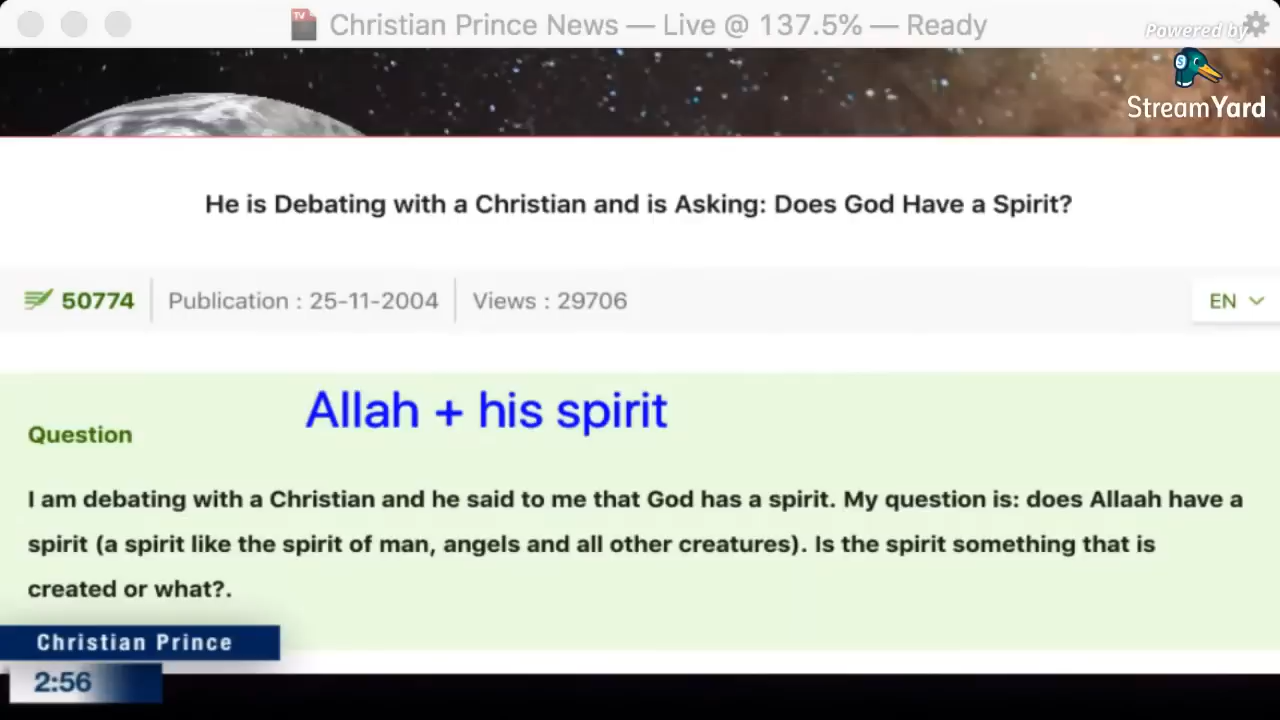 Christian Prince News — Live @ 137.5% — Ready
Powered by
StreamYard
He is Debating with a Christian and is Asking: Does God Have a Spirit?
50774 Publication : 25-11-2004 Views : 29706 EN
Allah + his spirit
Question
I am debating with a Christian and he said to me that God has a spirit. My question is: does Allaah have a
spirit (a spirit like the spirit of man, angels and all other creatures). Is the spirit something that is
created or what?.
Christian Prince
2:56